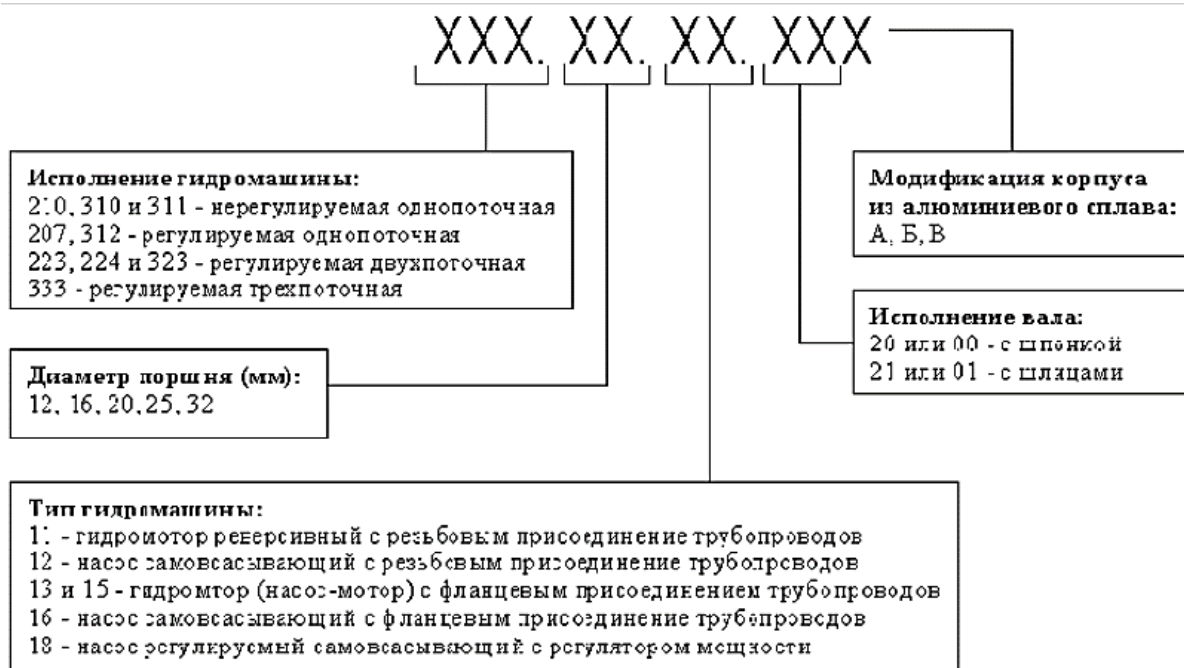 XXX. XX. XX. XXX
Исполнение гидромашины:
210, 310 и 311 - нерегулируемая однопоточная
207, 312 - регулируемая однопоточная
223, 224 и 323 - регулируемая двухпоточная
333 - регулируемая трехпоточная
Модификация корпуса
из алюминиевого сплава:
А, Б, В
Исполнение вала:
20 или 00 - с шпонкой
21 или 01 - с шлицами
Диаметр поршня (мм):
12, 16, 20, 25, 32
Тип гидромашины:
11 - гидромотор реверсивный с резьбовым присоединение трубопроводов
12 - насос самовсасывающий с резьбовым присоединение трубопроводов
13 и 15 - гидромтор (насос-мотор) с фланцевым присоединением трубопроводов
16 - насос самовсасывающий с фланцевым присоединение трубопроводов
18 - насос регулируемый самовсасывающий с регулятором мощности